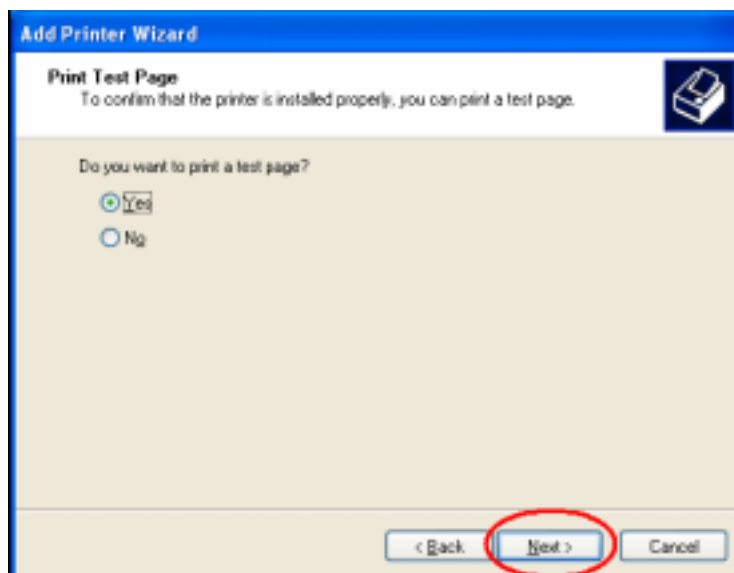 Add Printer Wizard
Print Test Page
To confirm that the printer is installed properly, you can print a test page.
Do you want to print a test page?
Yes
No
< Back Next > Cancel